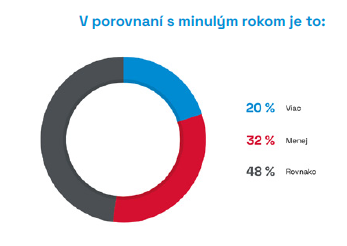 V porovnaní s minulým rokom je to:
20 % Viac
32 % Menej
48 % Rovnako